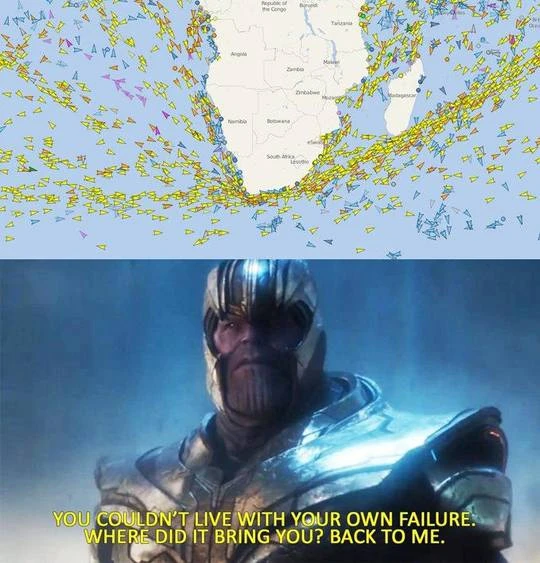 Republic of
the Congo
Burundi
Tanzania
Angola
Malawi
Zambia
Zimbabwe
Madagascar
Namibia
Botswana
eSwatini
South Africa
Lesotho
YOU COULDN'T LIVE WITH YOUR OWN FAILURE.
WHERE DID IT BRING YOU? BACK TO ME.